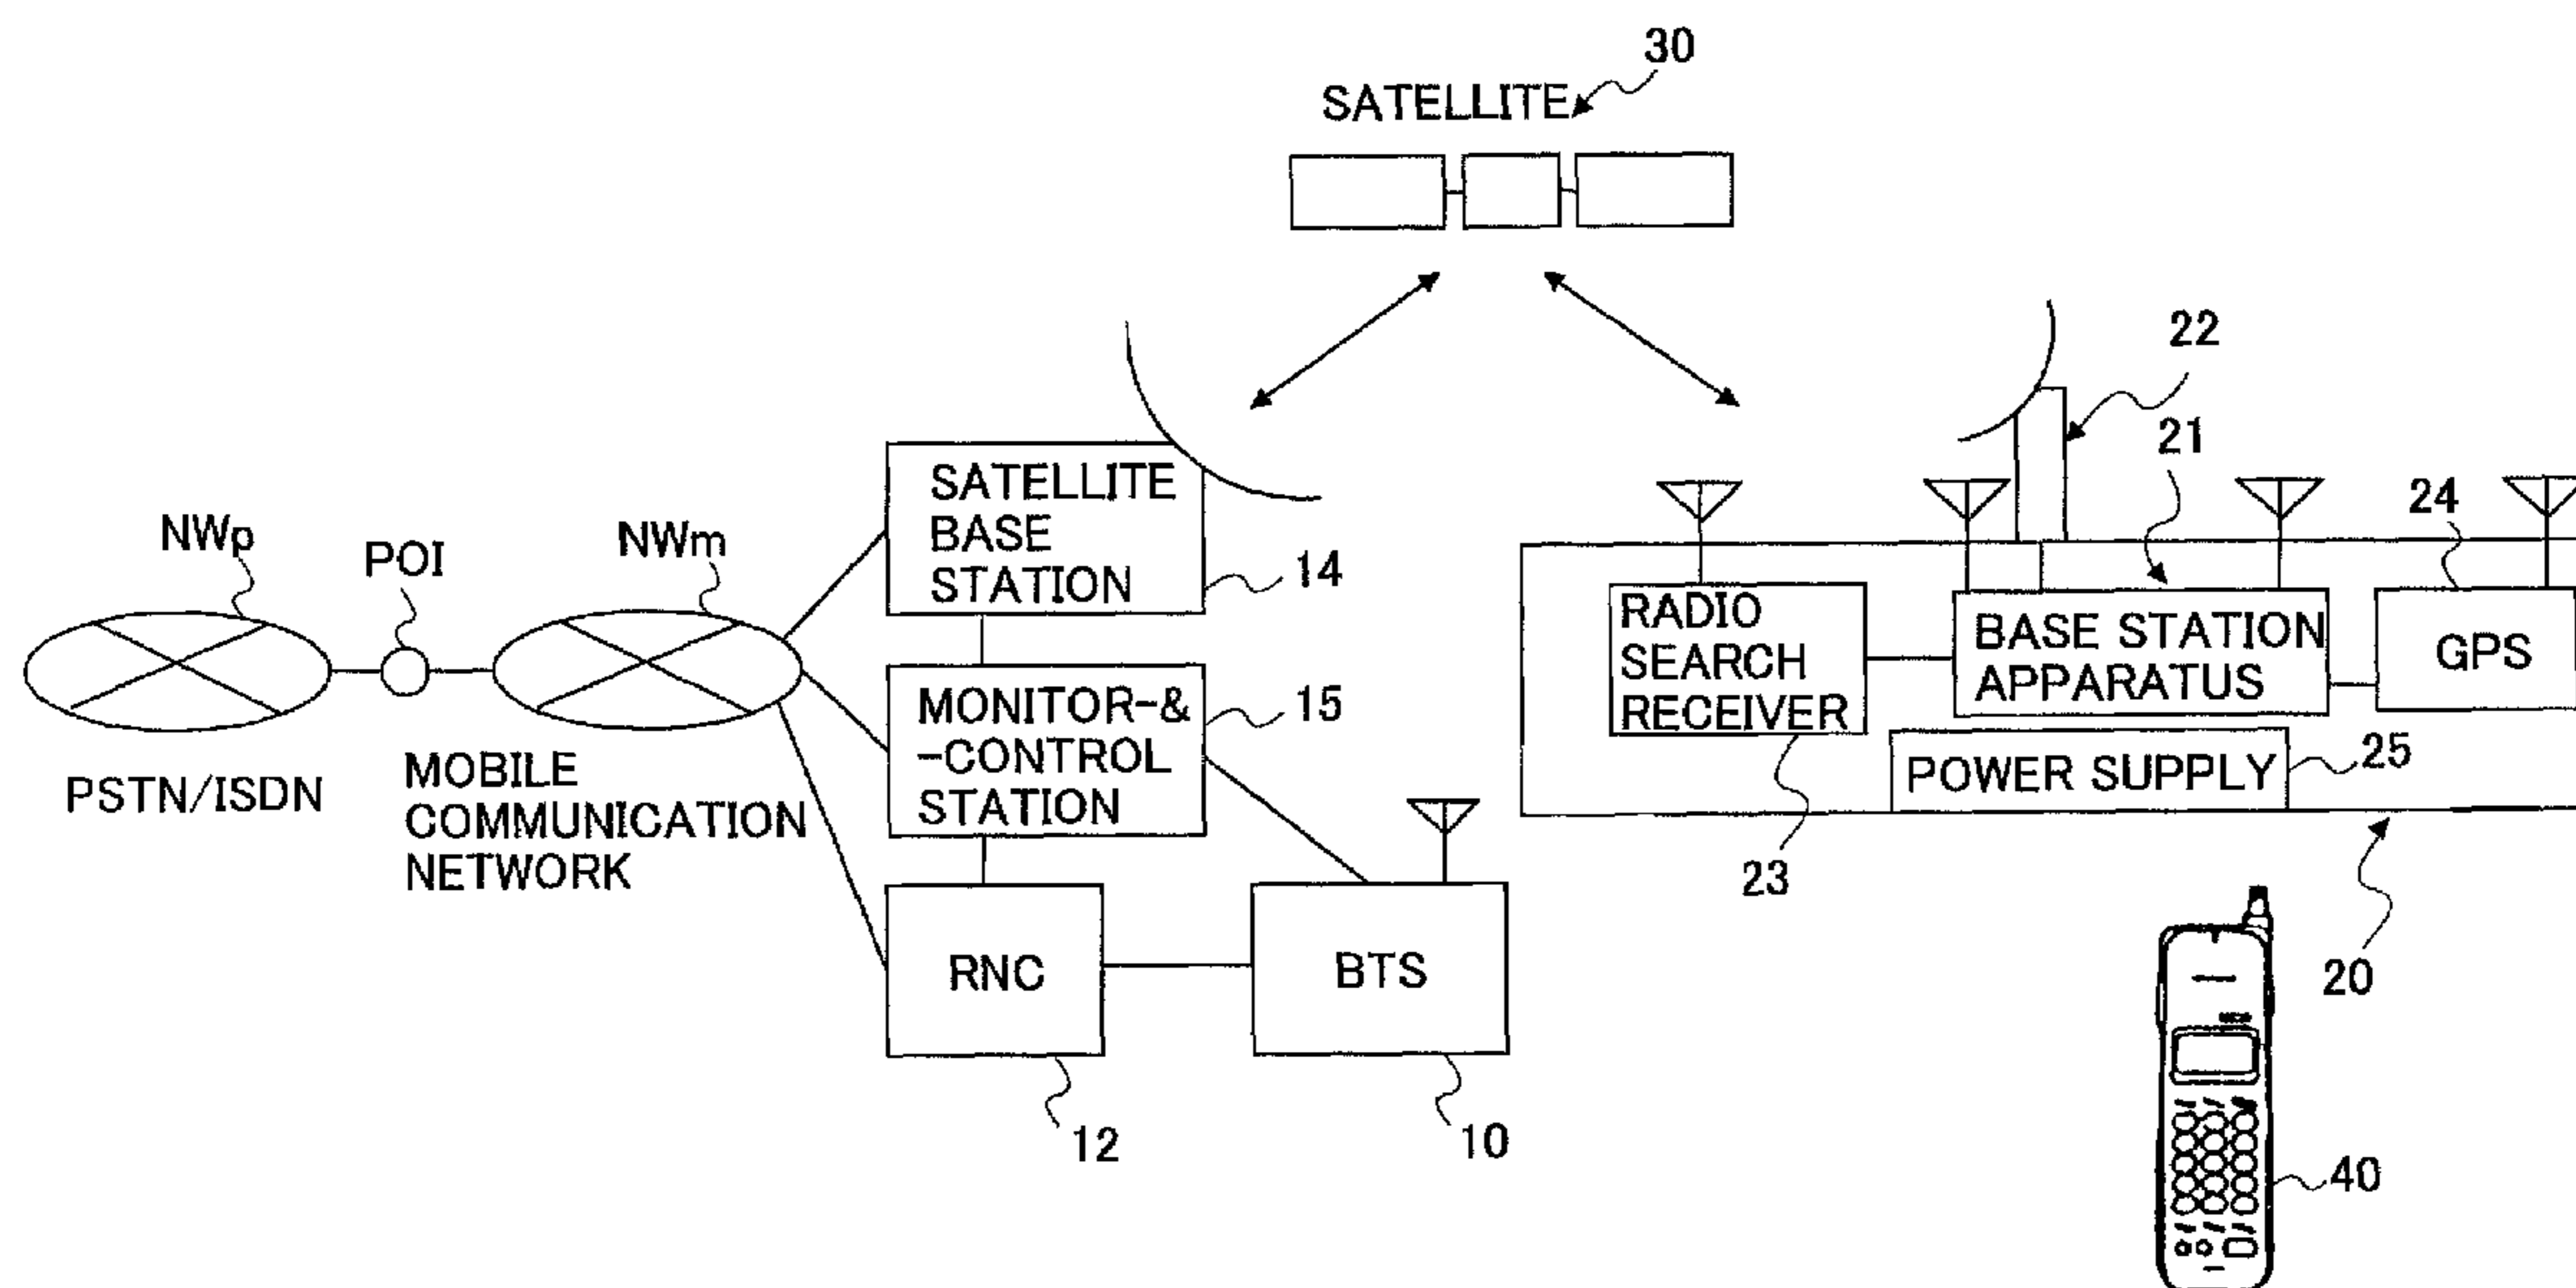 30
SATELLITE
22
21
24
NWp
POI
NWm
SATELLITE
BASE
STATION
14
RADIO
SEARCH
RECEIVER
BASE STATION
APPARATUS
GPS
MONITOR-&
-CONTROL
STATION
15
POWER SUPPLY
25
PSTN/ISDN
MOBILE
COMMUNICATION
NETWORK
23
RNC
BTS
20
12
10
40